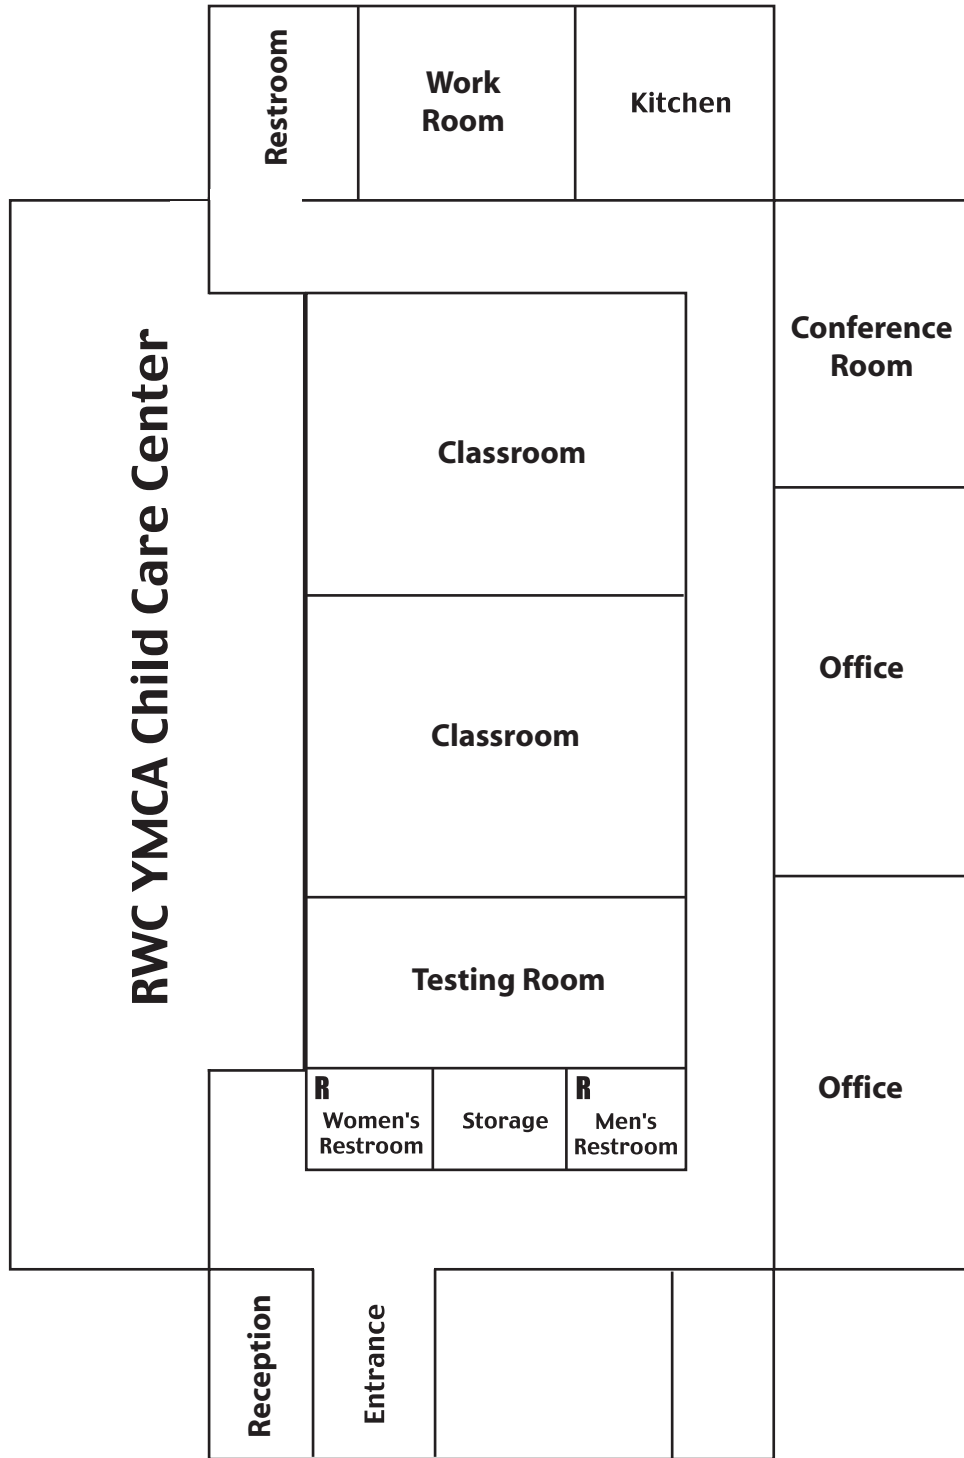 Restroom
Work
Room
Kitchen
Conference
Room
RWC YMCA Child Care Center
Classroom
Classroom
Office
Testing Room
R
Women's
Restroom
Storage
R
Men's
Restroom
Office
Reception
Entrance